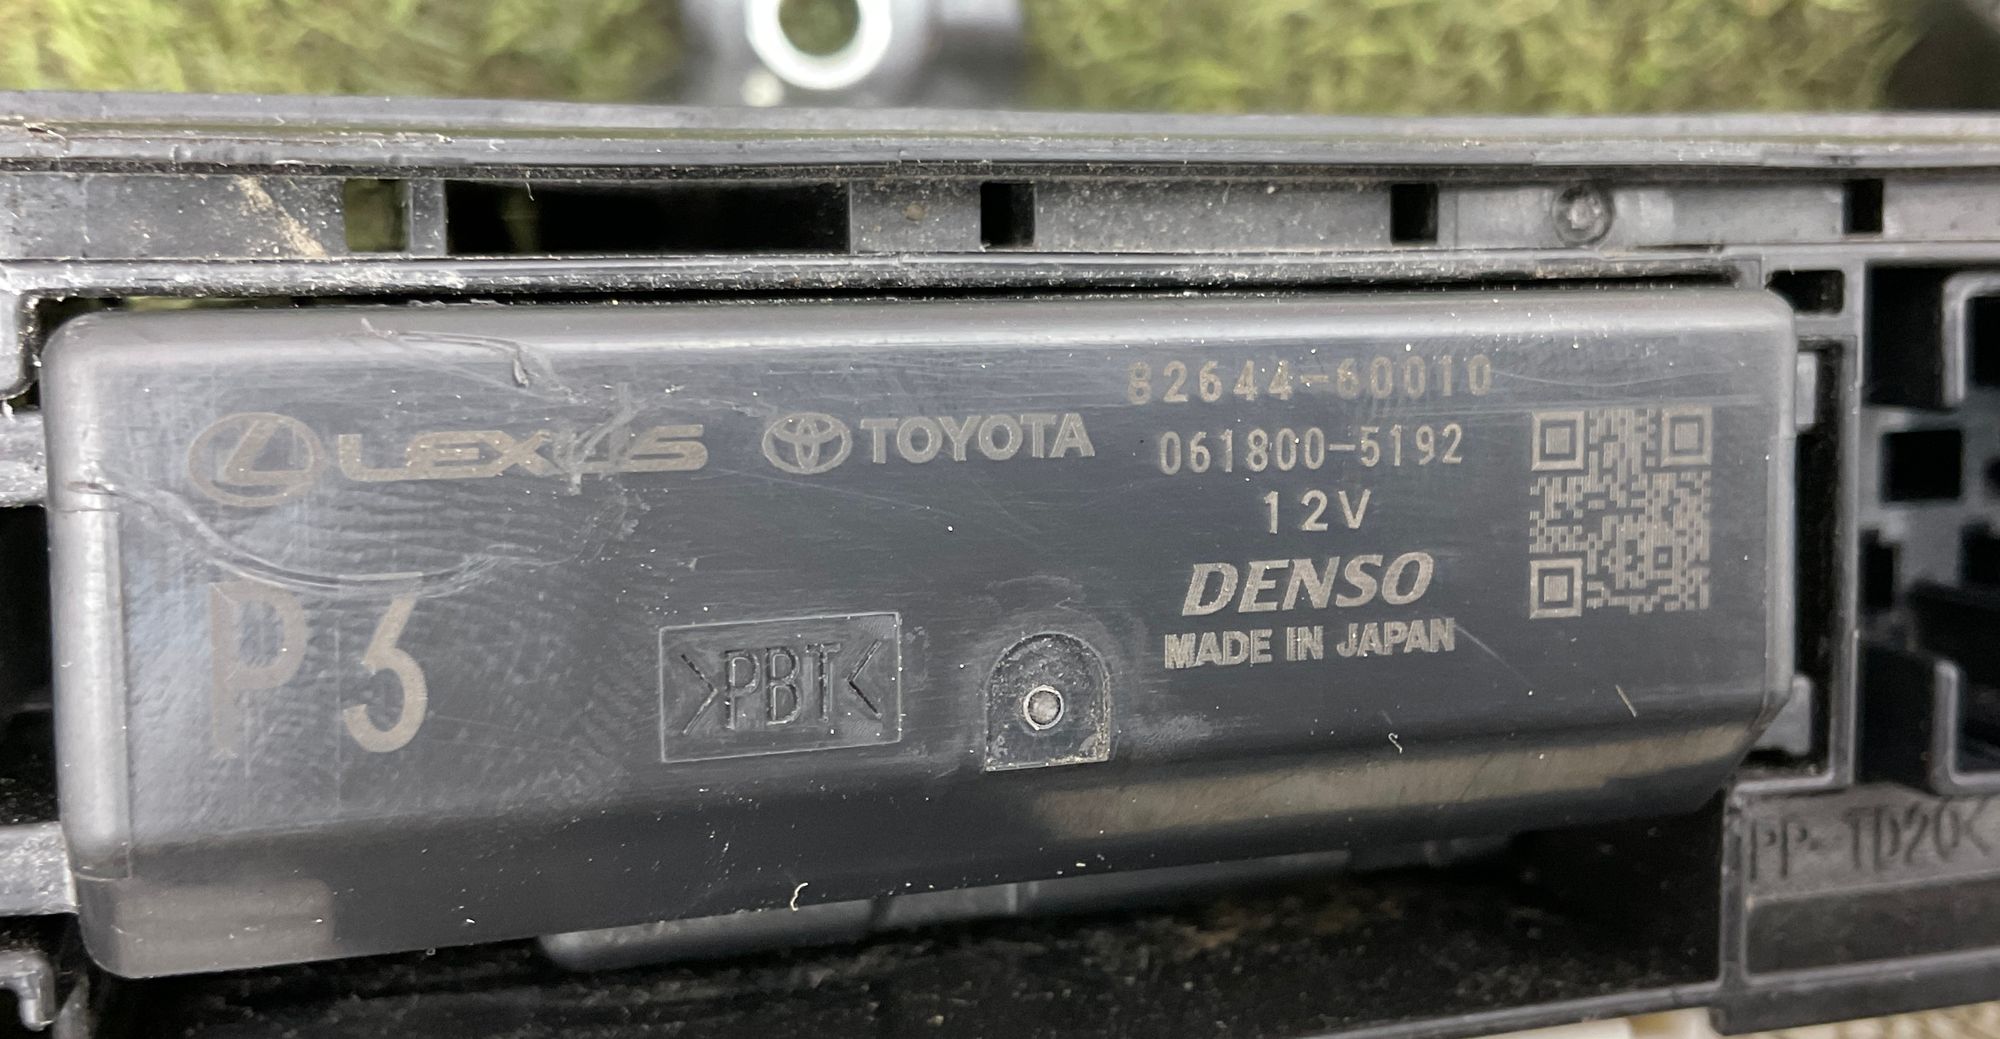 LEXUS TOYOTA
82644-60010
061800-5192
12V
DENSO
MADE IN JAPAN
P3
>PBT<
PP-TD20<